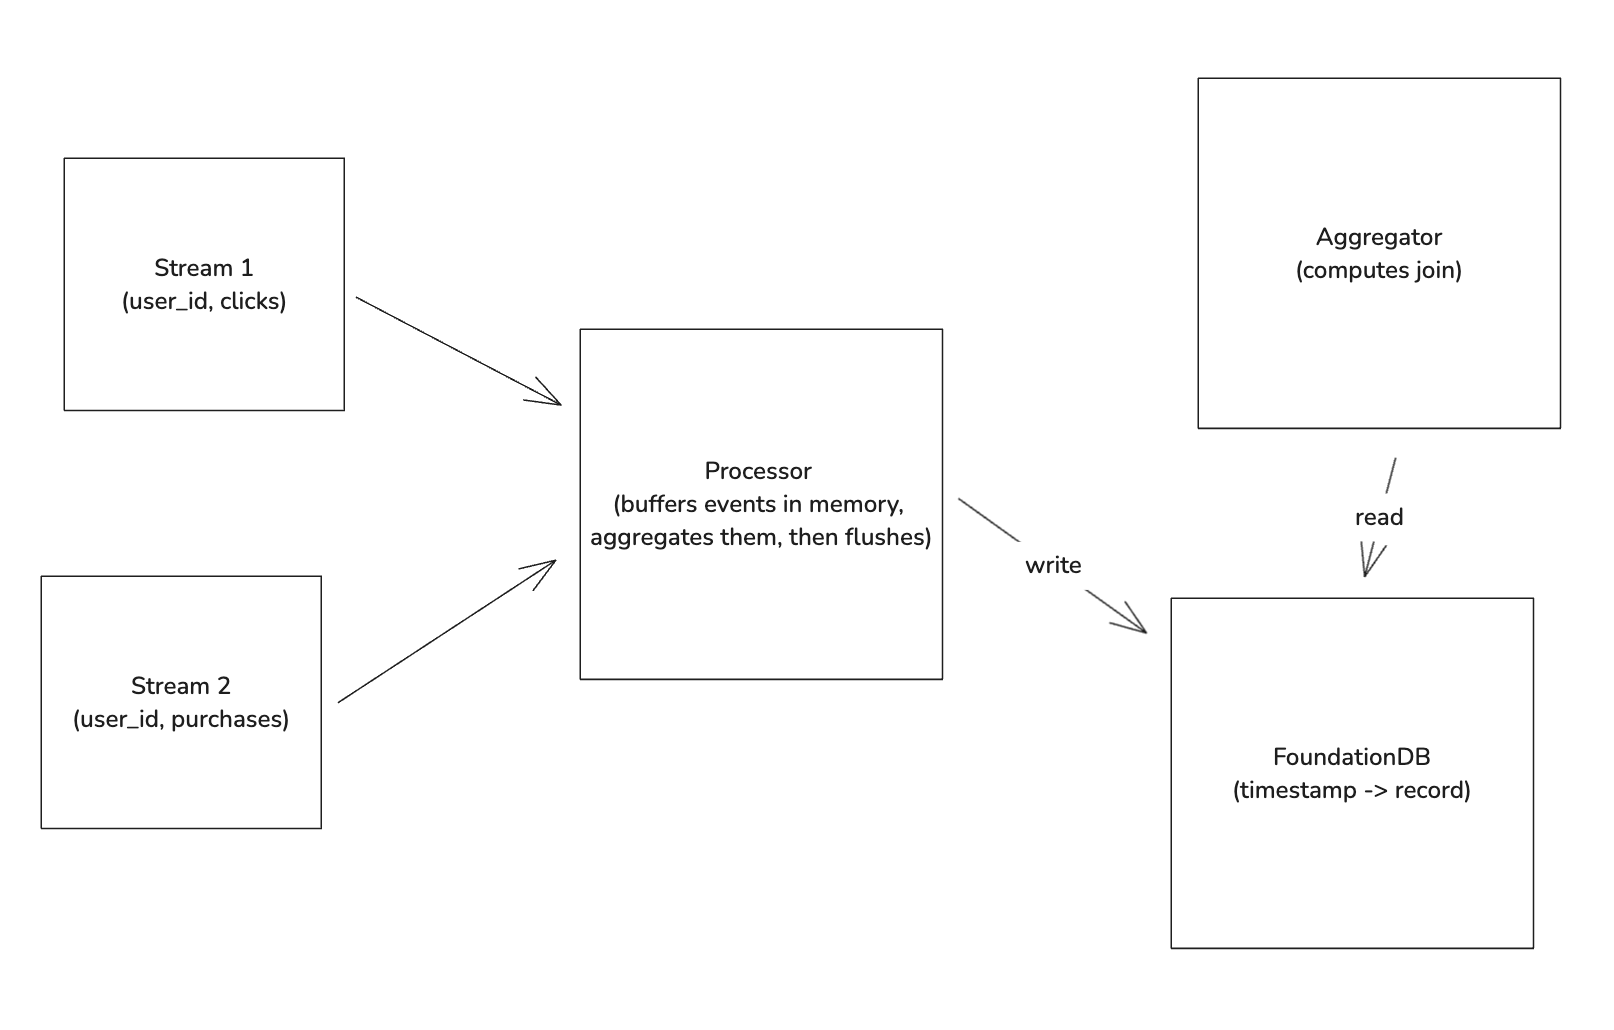 Stream 1
(user_id, clicks)
Stream 2
(user_id, purchases)
Processor
(buffers events in memory,
aggregates them, then flushes)
write
Aggregator
(computes join)
read
FoundationDB
(timestamp -> record)